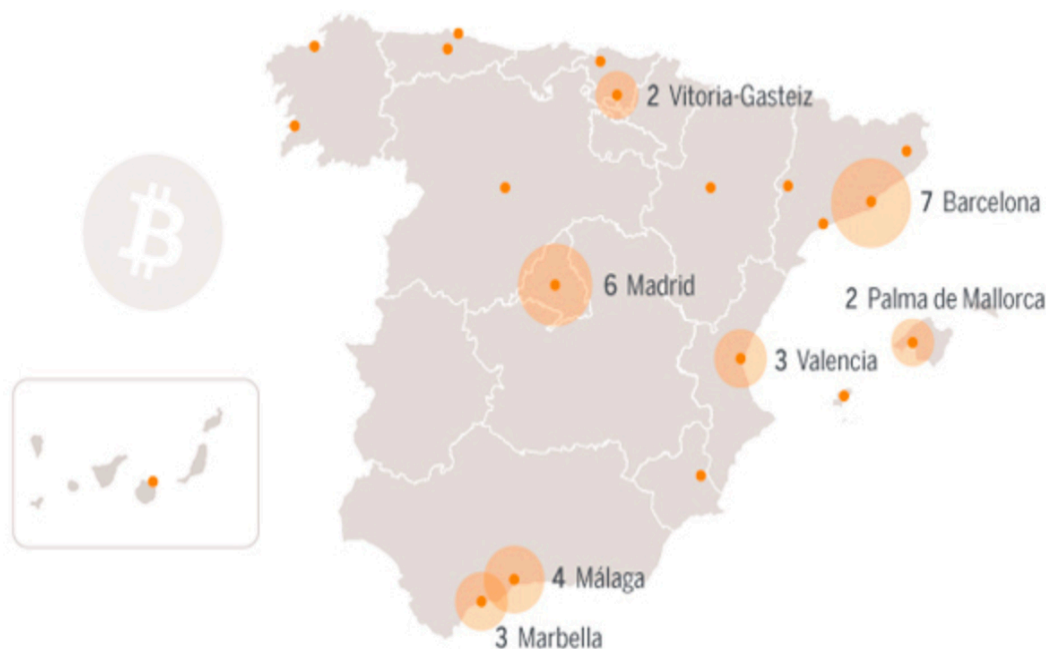 2 Vitoria-Gasteiz
7 Barcelona
6 Madrid
2 Palma de Mallorca
3 Valencia
4 Málaga
3 Marbella